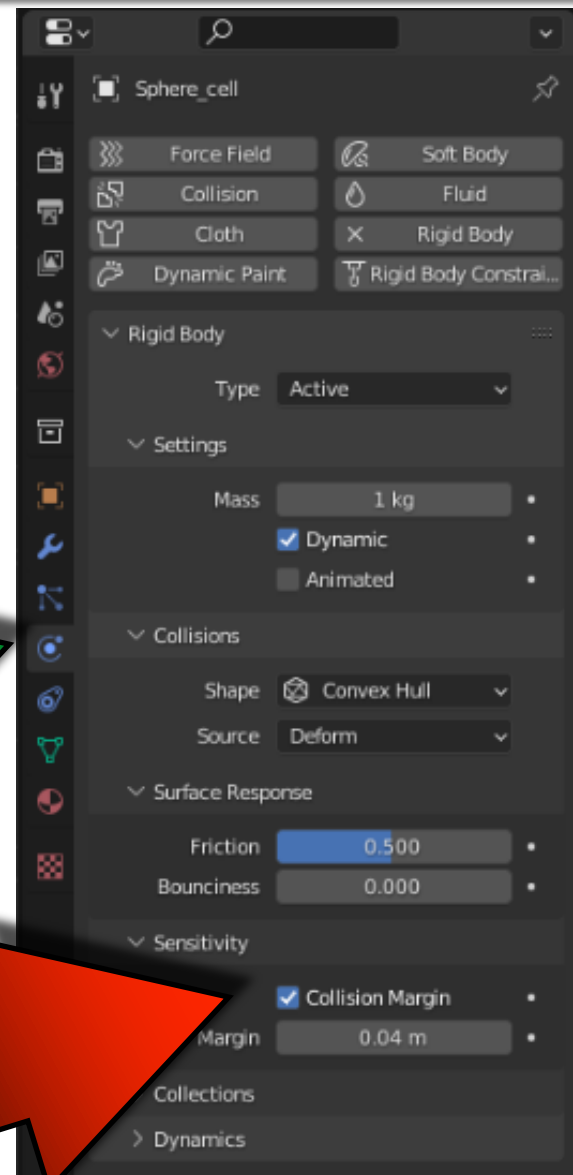 Sphere_cell
Force Field
Soft Body
Collision
Fluid
Cloth
Rigid Body
Dynamic Paint
Rigid Body Constrai...
Rigid Body
Type Active
Settings
Mass 1 kg
Dynamic
Animated
Collisions
Shape Convex Hull
Source Deform
Surface Response
Friction 0.500
Bounciness 0.000
Sensitivity
Collision Margin
Margin 0.04 m
Collections
Dynamics